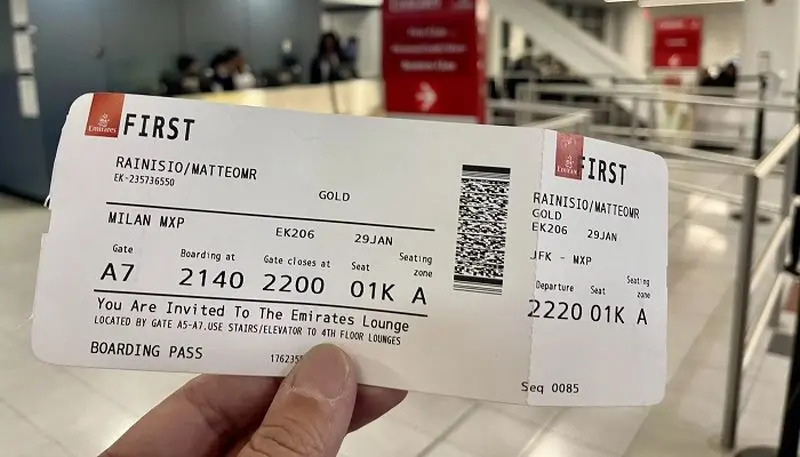 Emirates
FIRST
RAINISIO/MATTEOMR
EK-235736550
GOLD
MILAN MXP
EK206 29JAN
Gate Boarding at Gate closes at Seat Seating zone
A7 2140 2200 01K A
You Are Invited To The Emirates Lounge
LOCATED BY GATE A5-A7.USE STAIRS/ELEVATOR TO 4TH FLOOR LOUNGES
BOARDING PASS
FIRST
RAINISIO/MATTEOMR
GOLD
EK206 29JAN
JFK - MXP
Departure Seat Seating zone
2220 01K A
Seq 0085